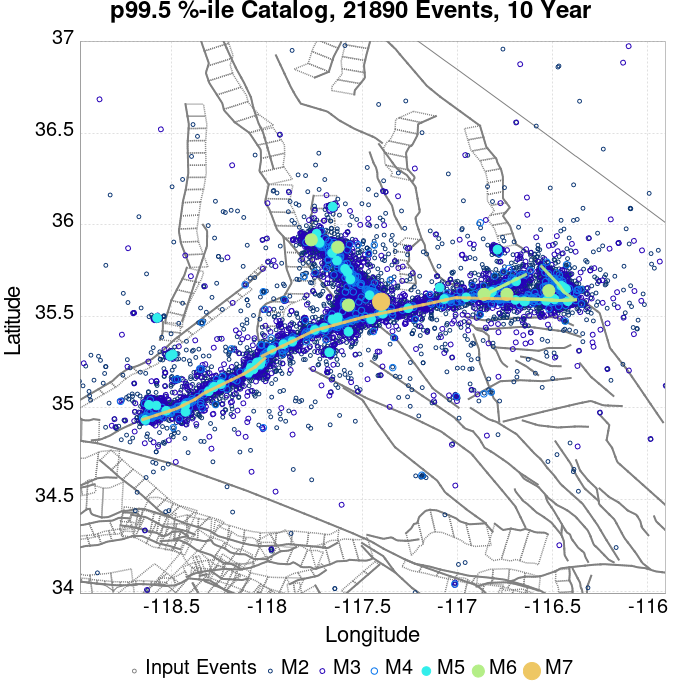 p99.5 %-ile Catalog, 21890 Events, 10 Year
37
36.5
36
35.5
35
34.5
34
Latitude
-118.5 -118 -117.5 -117 -116.5 -116
Longitude
Input Events M2 M3 M4 M5 M6 M7